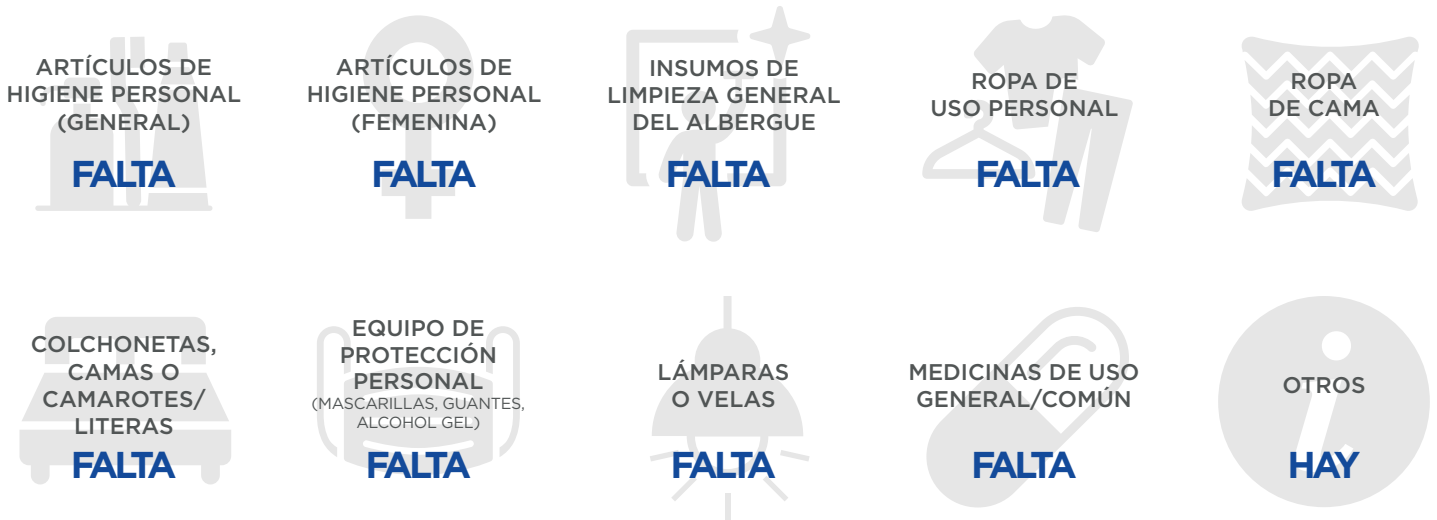 ARTÍCULOS DE
HIGIENE PERSONAL
(GENERAL)
FALTA
ARTÍCULOS DE
HIGIENE PERSONAL
(FEMENINA)
FALTA
INSUMOS DE
LIMPIEZA GENERAL
DEL ALBERGUE
FALTA
ROPA DE
USO PERSONAL
FALTA
ROPA
DE CAMA
FALTA
COLCHONETAS,
CAMAS O
CAMAROTES/
LITERAS
FALTA
EQUIPO DE
PROTECCIÓN
PERSONAL
(MASCARILLAS, GUANTES,
ALCOHOL GEL)
FALTA
LÁMPARAS
O VELAS
FALTA
MEDICINAS DE USO
GENERAL/COMÚN
FALTA
OTROS
HAY